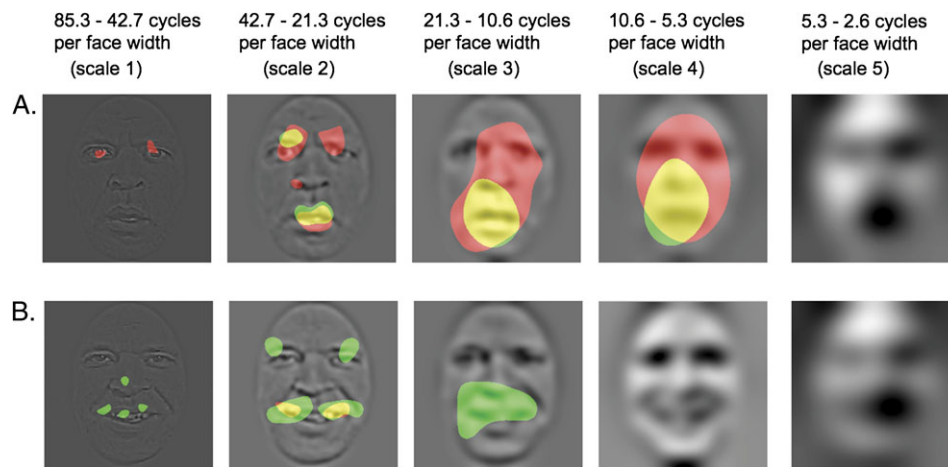 85.3 - 42.7 cycles
per face width
(scale 1)
42.7 - 21.3 cycles
per face width
(scale 2)
21.3 - 10.6 cycles
per face width
(scale 3)
10.6 - 5.3 cycles
per face width
(scale 4)
5.3 - 2.6 cycles
per face width
(scale 5)
A.
B.